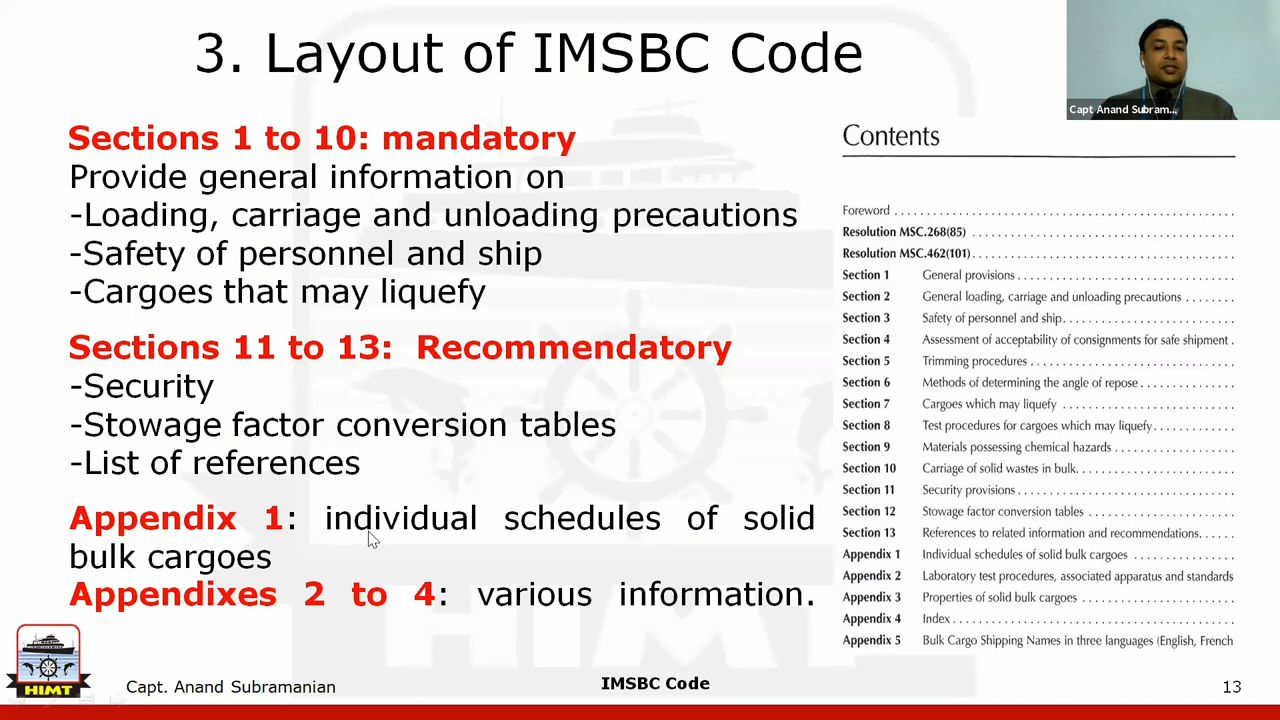 3. Layout of IMSBC Code
Capt Anand Subram...
Sections 1 to 10: mandatory
Provide general information on
-Loading, carriage and unloading precautions
-Safety of personnel and ship
-Cargoes that may liquefy
Sections 11 to 13: Recommendatory
-Security
-Stowage factor conversion tables
-List of references
Appendix 1: individual schedules of solid
bulk cargoes
Appendixes 2 to 4: various information.
Contents
Foreword
Resolution MSC.268(85)
Resolution MSC.462(101)
Section 1 General provisions
Section 2 General loading, carriage and unloading precautions
Section 3 Safety of personnel and ship
Section 4 Assessment of acceptability of consignments for safe shipment
Section 5 Trimming procedures
Section 6 Methods of determining the angle of repose
Section 7 Cargoes which may liquefy
Section 8 Test procedures for cargoes which may liquefy
Section 9 Materials possessing chemical hazards
Section 10 Carriage of solid wastes in bulk
Section 11 Security provisions
Section 12 Stowage factor conversion tables
Section 13 References to related information and recommendations
Appendix 1 Individual schedules of solid bulk cargoes
Appendix 2 Laboratory test procedures, associated apparatus and standards
Appendix 3 Properties of solid bulk cargoes
Appendix 4 Index
Appendix 5 Bulk Cargo Shipping Names in three languages (English, French
HIMT
HIMT
Capt. Anand Subramanian
IMSBC Code
13